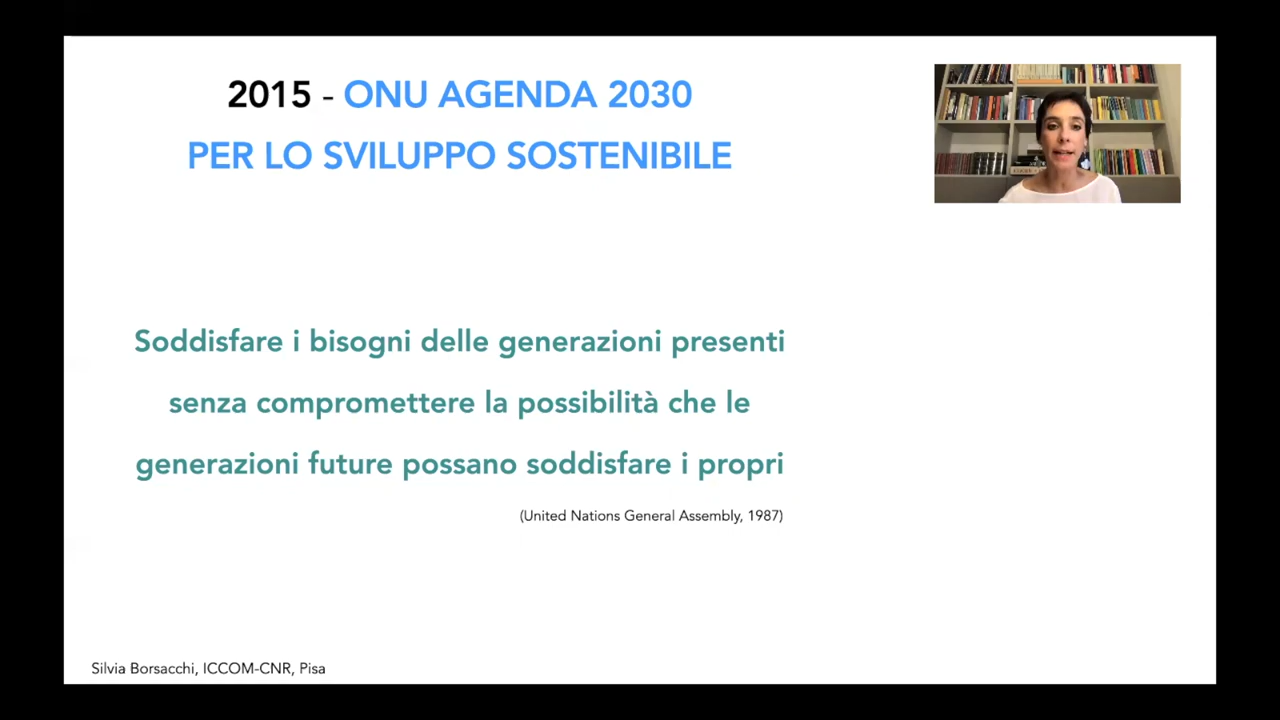 2015 - ONU AGENDA 2030
PER LO SVILUPPO SOSTENIBILE
Soddisfare i bisogni delle generazioni presenti
senza compromettere la possibilità che le
generazioni future possano soddisfare i propri
(United Nations General Assembly, 1987)
Silvia Borsacchi, ICCOM-CNR, Pisa